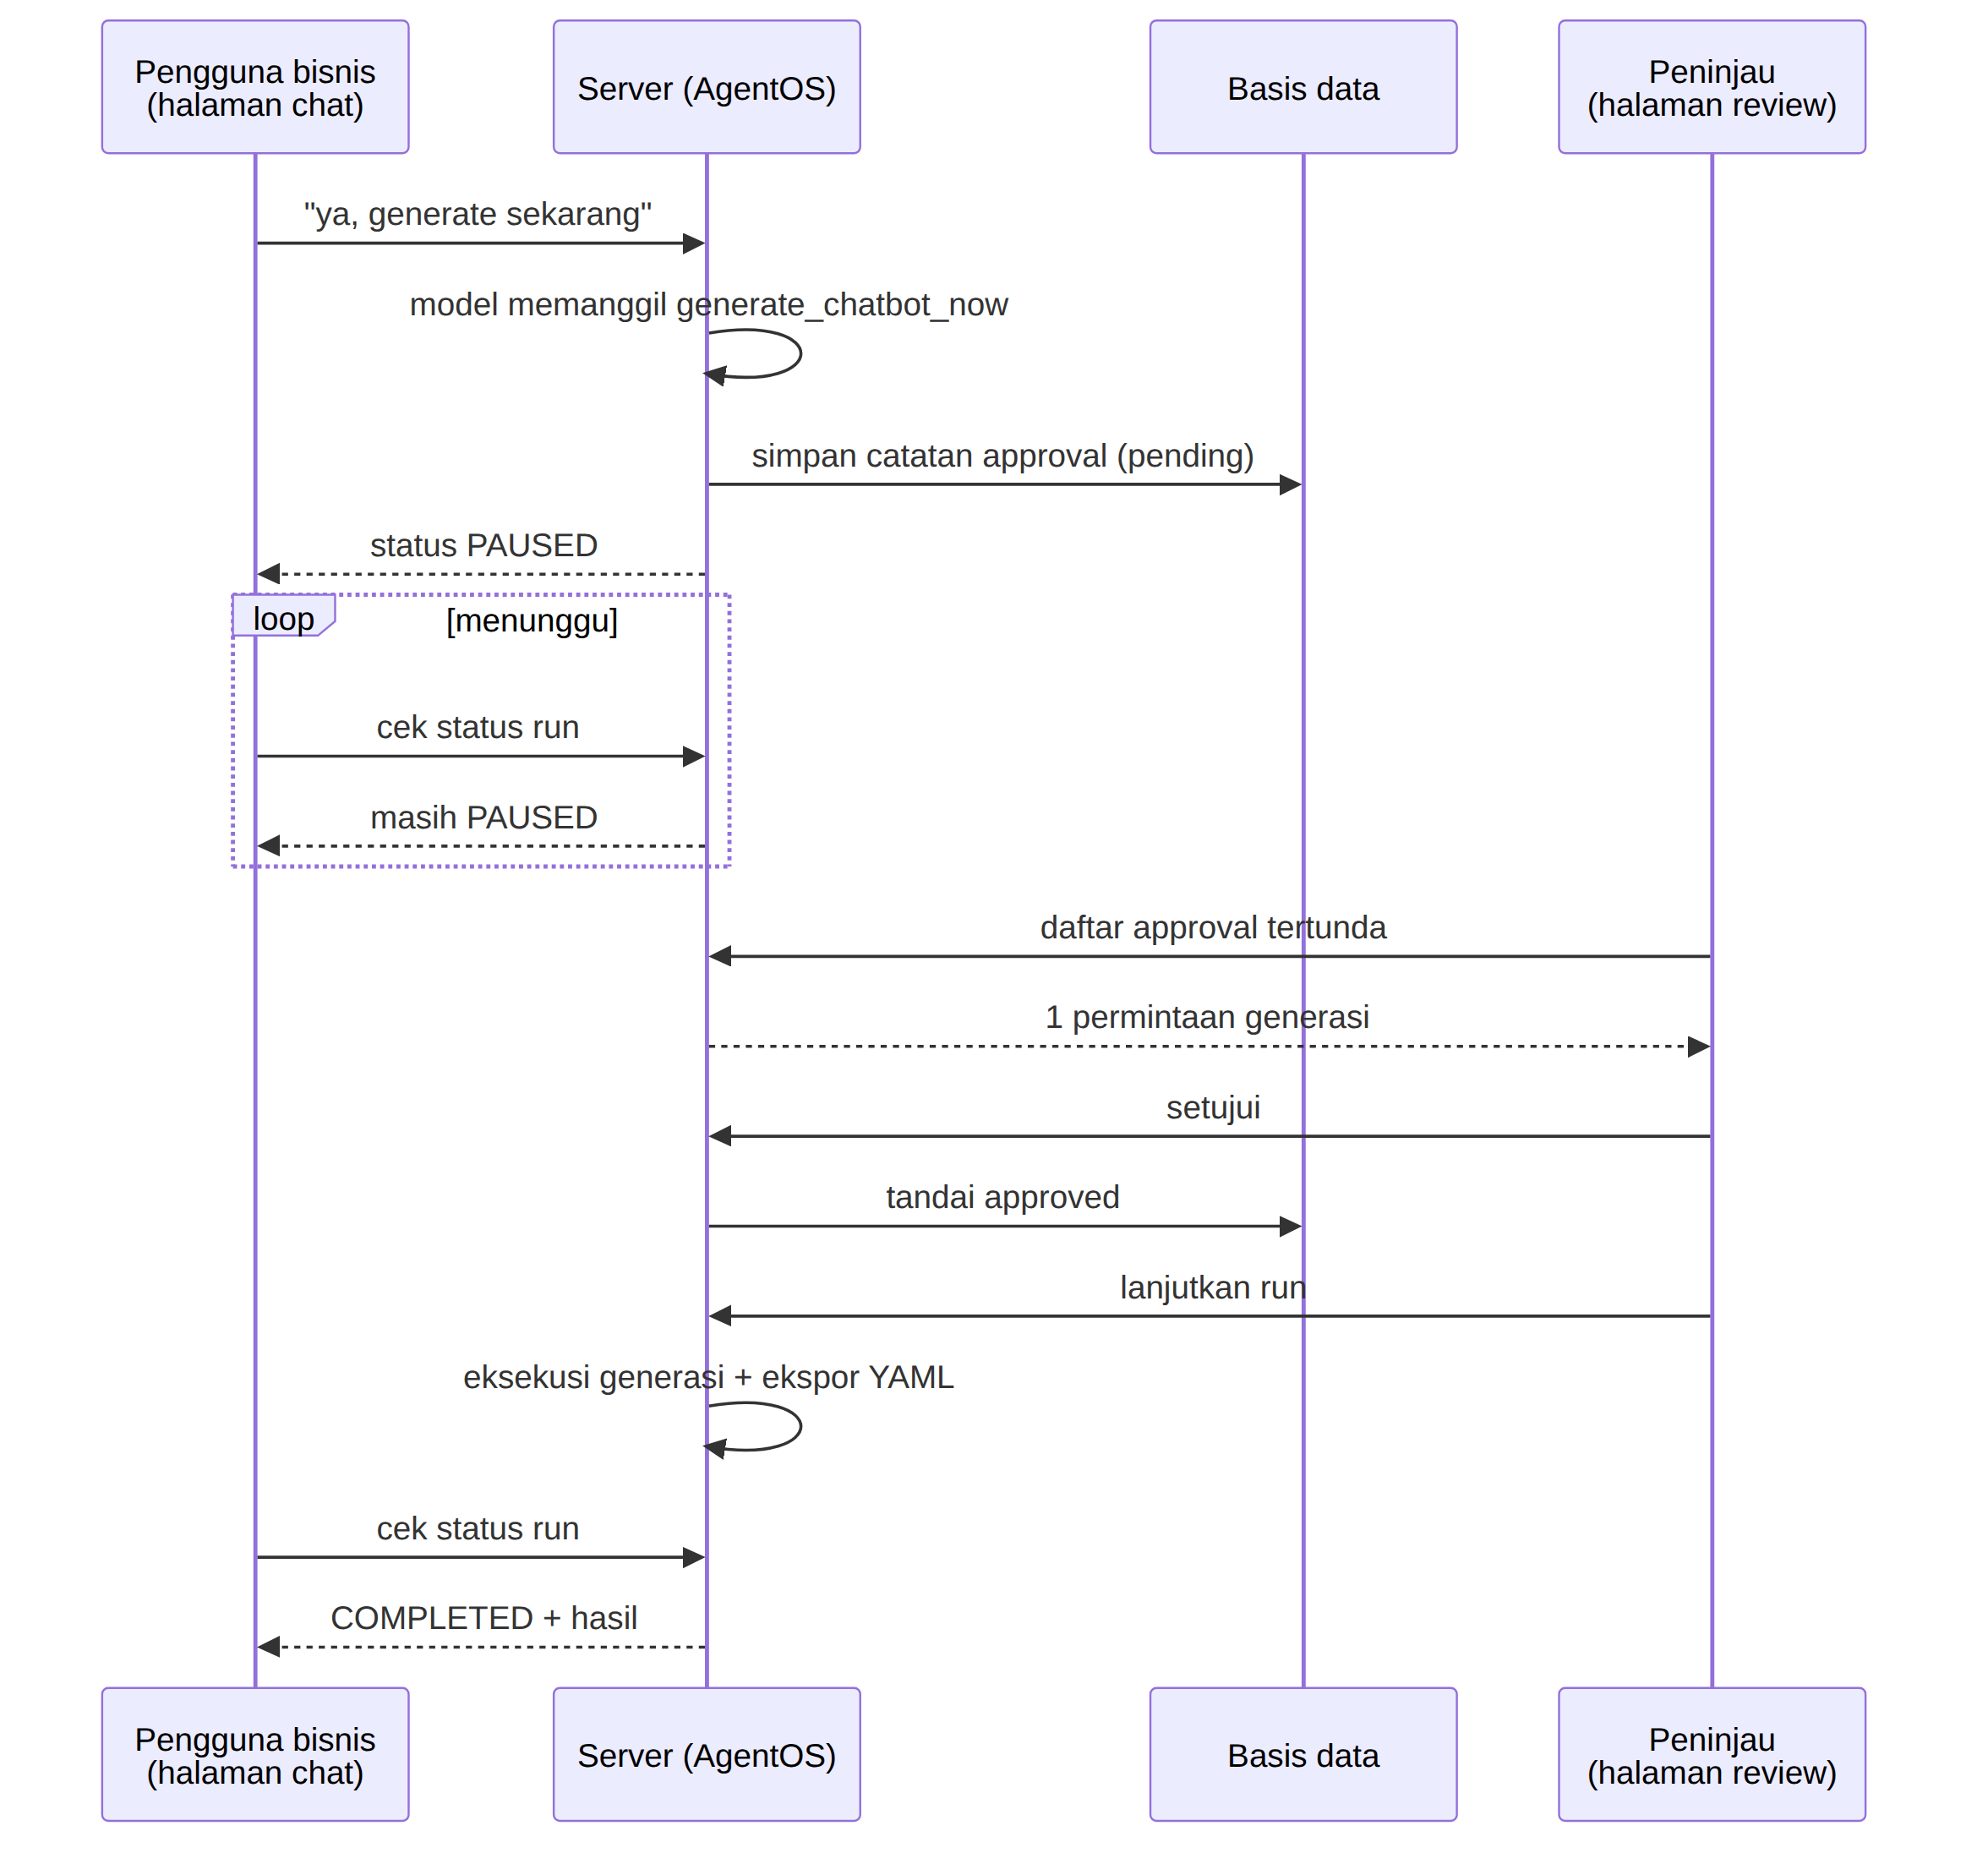 Pengguna bisnis
(halaman chat)
Server (AgentOS)
Basis data
Peninjau
(halaman review)
"ya, generate sekarang"
model memanggil generate_chatbot_now
simpan catatan approval (pending)
status PAUSED
loop
[menunggu]
cek status run
masih PAUSED
daftar approval tertunda
1 permintaan generasi
setujui
tandai approved
lanjutkan run
eksekusi generasi + ekspor YAML
cek status run
COMPLETED + hasil
Pengguna bisnis
(halaman chat)
Server (AgentOS)
Basis data
Peninjau
(halaman review)